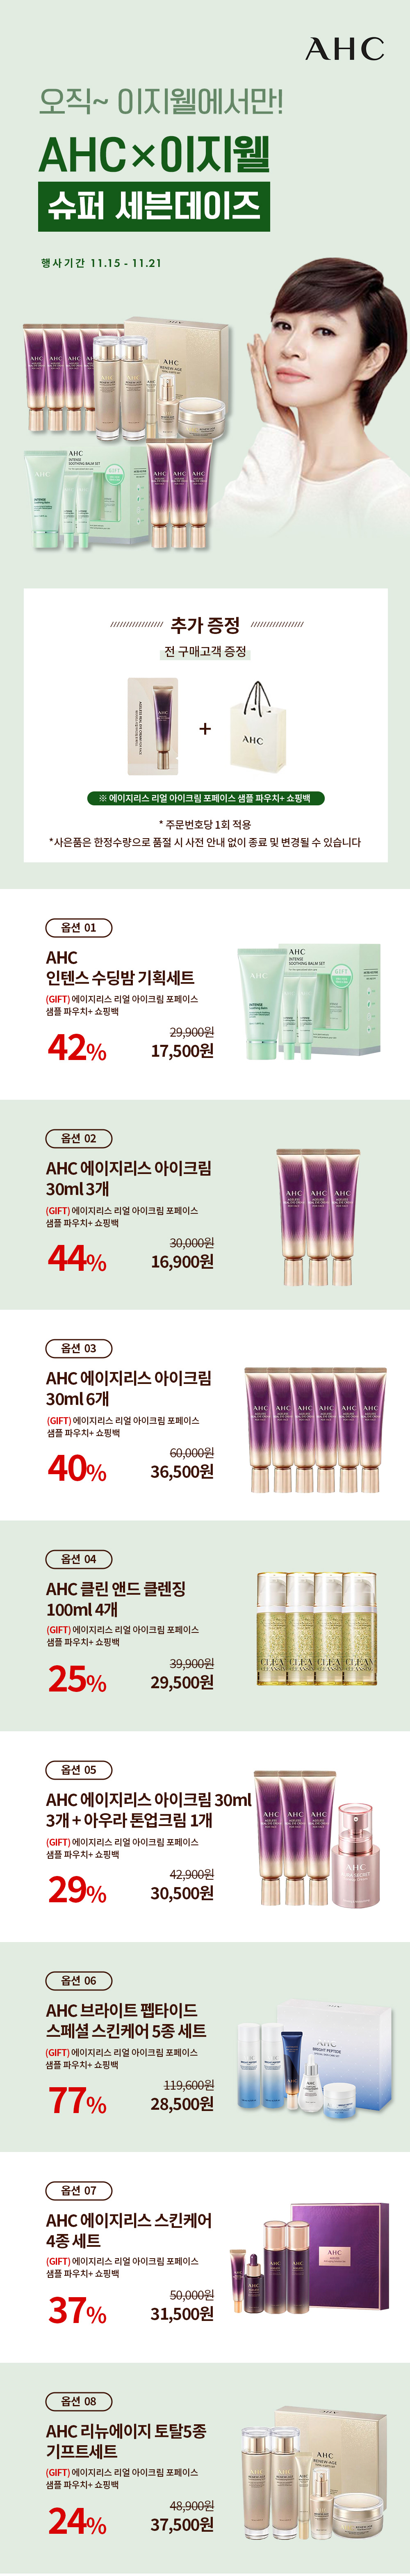 AHC
오직~ 이지웰에서만!
AHC×이지웰
슈퍼 세븐데이즈
행사기간 11.15 - 11.21
추가 증정
전 구매고객 증정
+
AHC
※ 에이지리스 리얼 아이크림 포페이스 샘플 파우치+ 쇼핑백
* 주문번호당 1회 적용
*사은품은 한정수량으로 품절 시 사전 안내 없이 종료 및 변경될 수 있습니다
옵션 01
AHC
인텐스 수딩밤 기획세트
(GIFT) 에이지리스 리얼 아이크림 포페이스
샘플 파우치+ 쇼핑백
29,900원
42%
17,500원
AHC
INTENSE
SOOTHING BALM SET
GIFT
옵션 02
AHC 에이지리스 아이크림
30ml 3개
(GIFT) 에이지리스 리얼 아이크림 포페이스
샘플 파우치+ 쇼핑백
30,000원
44%
16,900원
AHC AHC AHC
옵션 03
AHC 에이지리스 아이크림
30ml 6개
(GIFT) 에이지리스 리얼 아이크림 포페이스
샘플 파우치+ 쇼핑백
60,000원
40%
36,500원
AHC AHC AHC AHC AHC AHC
옵션 04
AHC 클린 앤드 클렌징
100ml 4개
(GIFT) 에이지리스 리얼 아이크림 포페이스
샘플 파우치+ 쇼핑백
39,900원
25%
29,500원
옵션 05
AHC 에이지리스 아이크림 30ml
3개 + 아우라 톤업크림 1개
(GIFT) 에이지리스 리얼 아이크림 포페이스
샘플 파우치+ 쇼핑백
42,900원
29%
30,500원
AHC AHC AHC
AHC
옵션 06
AHC 브라이트 펩타이드
스페셜 스킨케어 5종 세트
(GIFT) 에이지리스 리얼 아이크림 포페이스
샘플 파우치+ 쇼핑백
119,600원
77%
28,500원
AHC
BRIGHT PEPTIDE
옵션 07
AHC 에이지리스 스킨케어
4종 세트
(GIFT) 에이지리스 리얼 아이크림 포페이스
샘플 파우치+ 쇼핑백
50,000원
37%
31,500원
AHC
옵션 08
AHC 리뉴에이지 토탈5종
기프트세트
(GIFT) 에이지리스 리얼 아이크림 포페이스
샘플 파우치+ 쇼핑백
48,900원
24%
37,500원
AHC
RENEW AGE